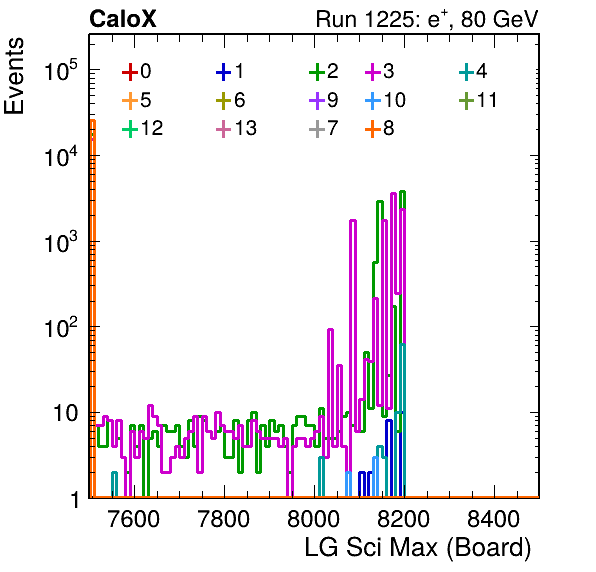 CaloX Run 1225: e⁺, 80 GeV
Events
10⁵
10⁴
10³
10²
10
1
0 1 2 3 4
5 6 9 10 11
12 13 7 8
7600 7800 8000 8200 8400
LG Sci Max (Board)